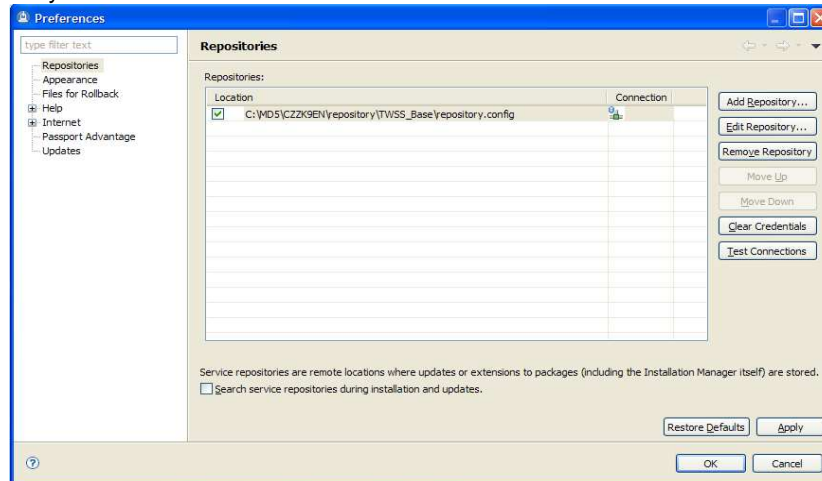 Preferences
type filter text
Repositories
Appearance
Files for Rollback
Help
Internet
Passport Advantage
Updates
Repositories
Repositories:
Location Connection
C:\MD5\CZZK9EN\repository\TWSS_Base\repository.config
Add Repository...
Edit Repository...
Remove Repository
Move Up
Move Down
Clear Credentials
Test Connections
Service repositories are remote locations where updates or extensions to packages (including the Installation Manager itself) are stored.
Search service repositories during installation and updates.
Restore Defaults Apply
OK Cancel